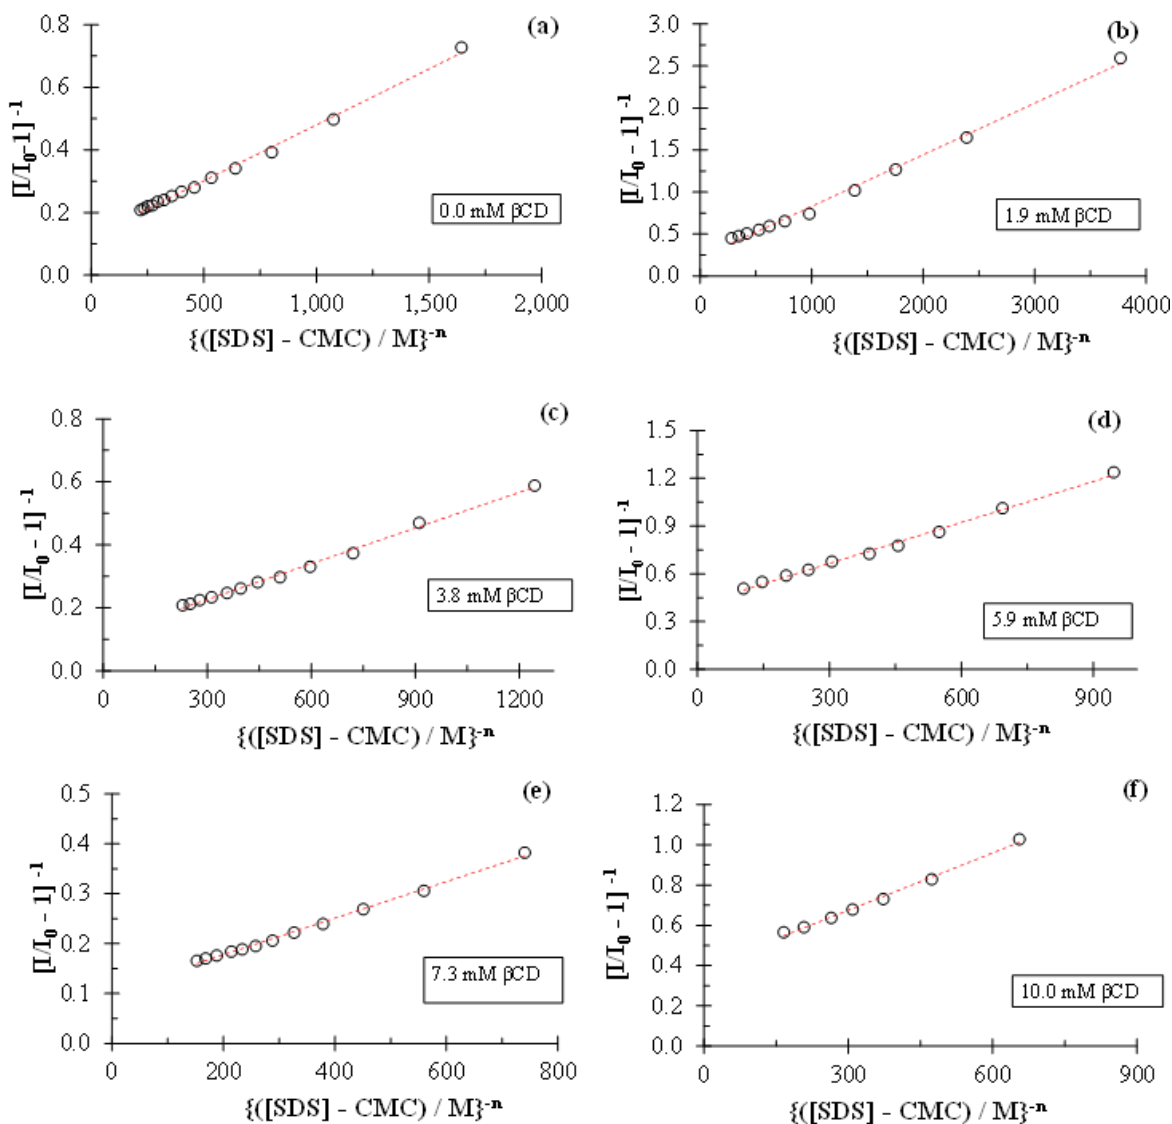 (a)
[I/I0-1] -1
0.8
0.6
0.4
0.2
0.0
0.0 mM βCD
0 500 1,000 1,500 2,000
{([SDS] - CMC) / M}-n
(b)
[I/I0 - 1] -1
3.0
2.5
2.0
1.5
1.0
0.5
0.0
1.9 mM βCD
0 1000 2000 3000 4000
{([SDS] - CMC) / M}-n
(c)
[I/I0 - 1] -1
0.8
0.6
0.4
0.2
0.0
3.8 mM βCD
0 300 600 900 1200
{([SDS] - CMC) / M}-n
(d)
[I/I0 - 1] -1
1.5
1.2
0.9
0.6
0.3
0.0
5.9 mM βCD
0 300 600 900
{([SDS] - CMC) / M}-n
(e)
[I/I0 - 1] -1
0.5
0.4
0.3
0.2
0.1
0.0
7.3 mM βCD
0 200 400 600 800
{([SDS] - CMC) / M}-n
(f)
[I/I0 - 1] -1
1.2
1.0
0.8
0.6
0.4
0.2
0.0
10.0 mM βCD
0 300 600 900
{([SDS] - CMC) / M}-n